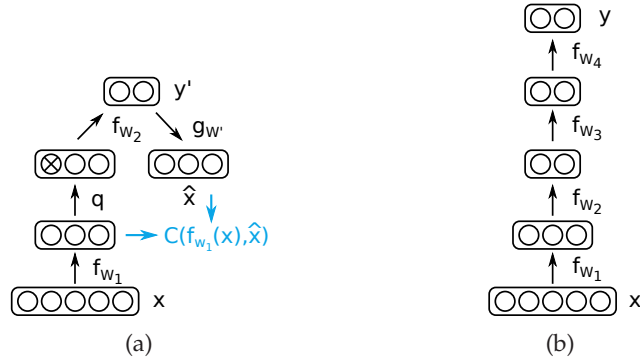 y'
f_{W_2}
g_{W'}
q
x̂
C(f_{W_1}(x),x̂)
f_{W_1}
x
(a)
y
f_{W_4}
f_{W_3}
f_{W_2}
f_{W_1}
x
(b)